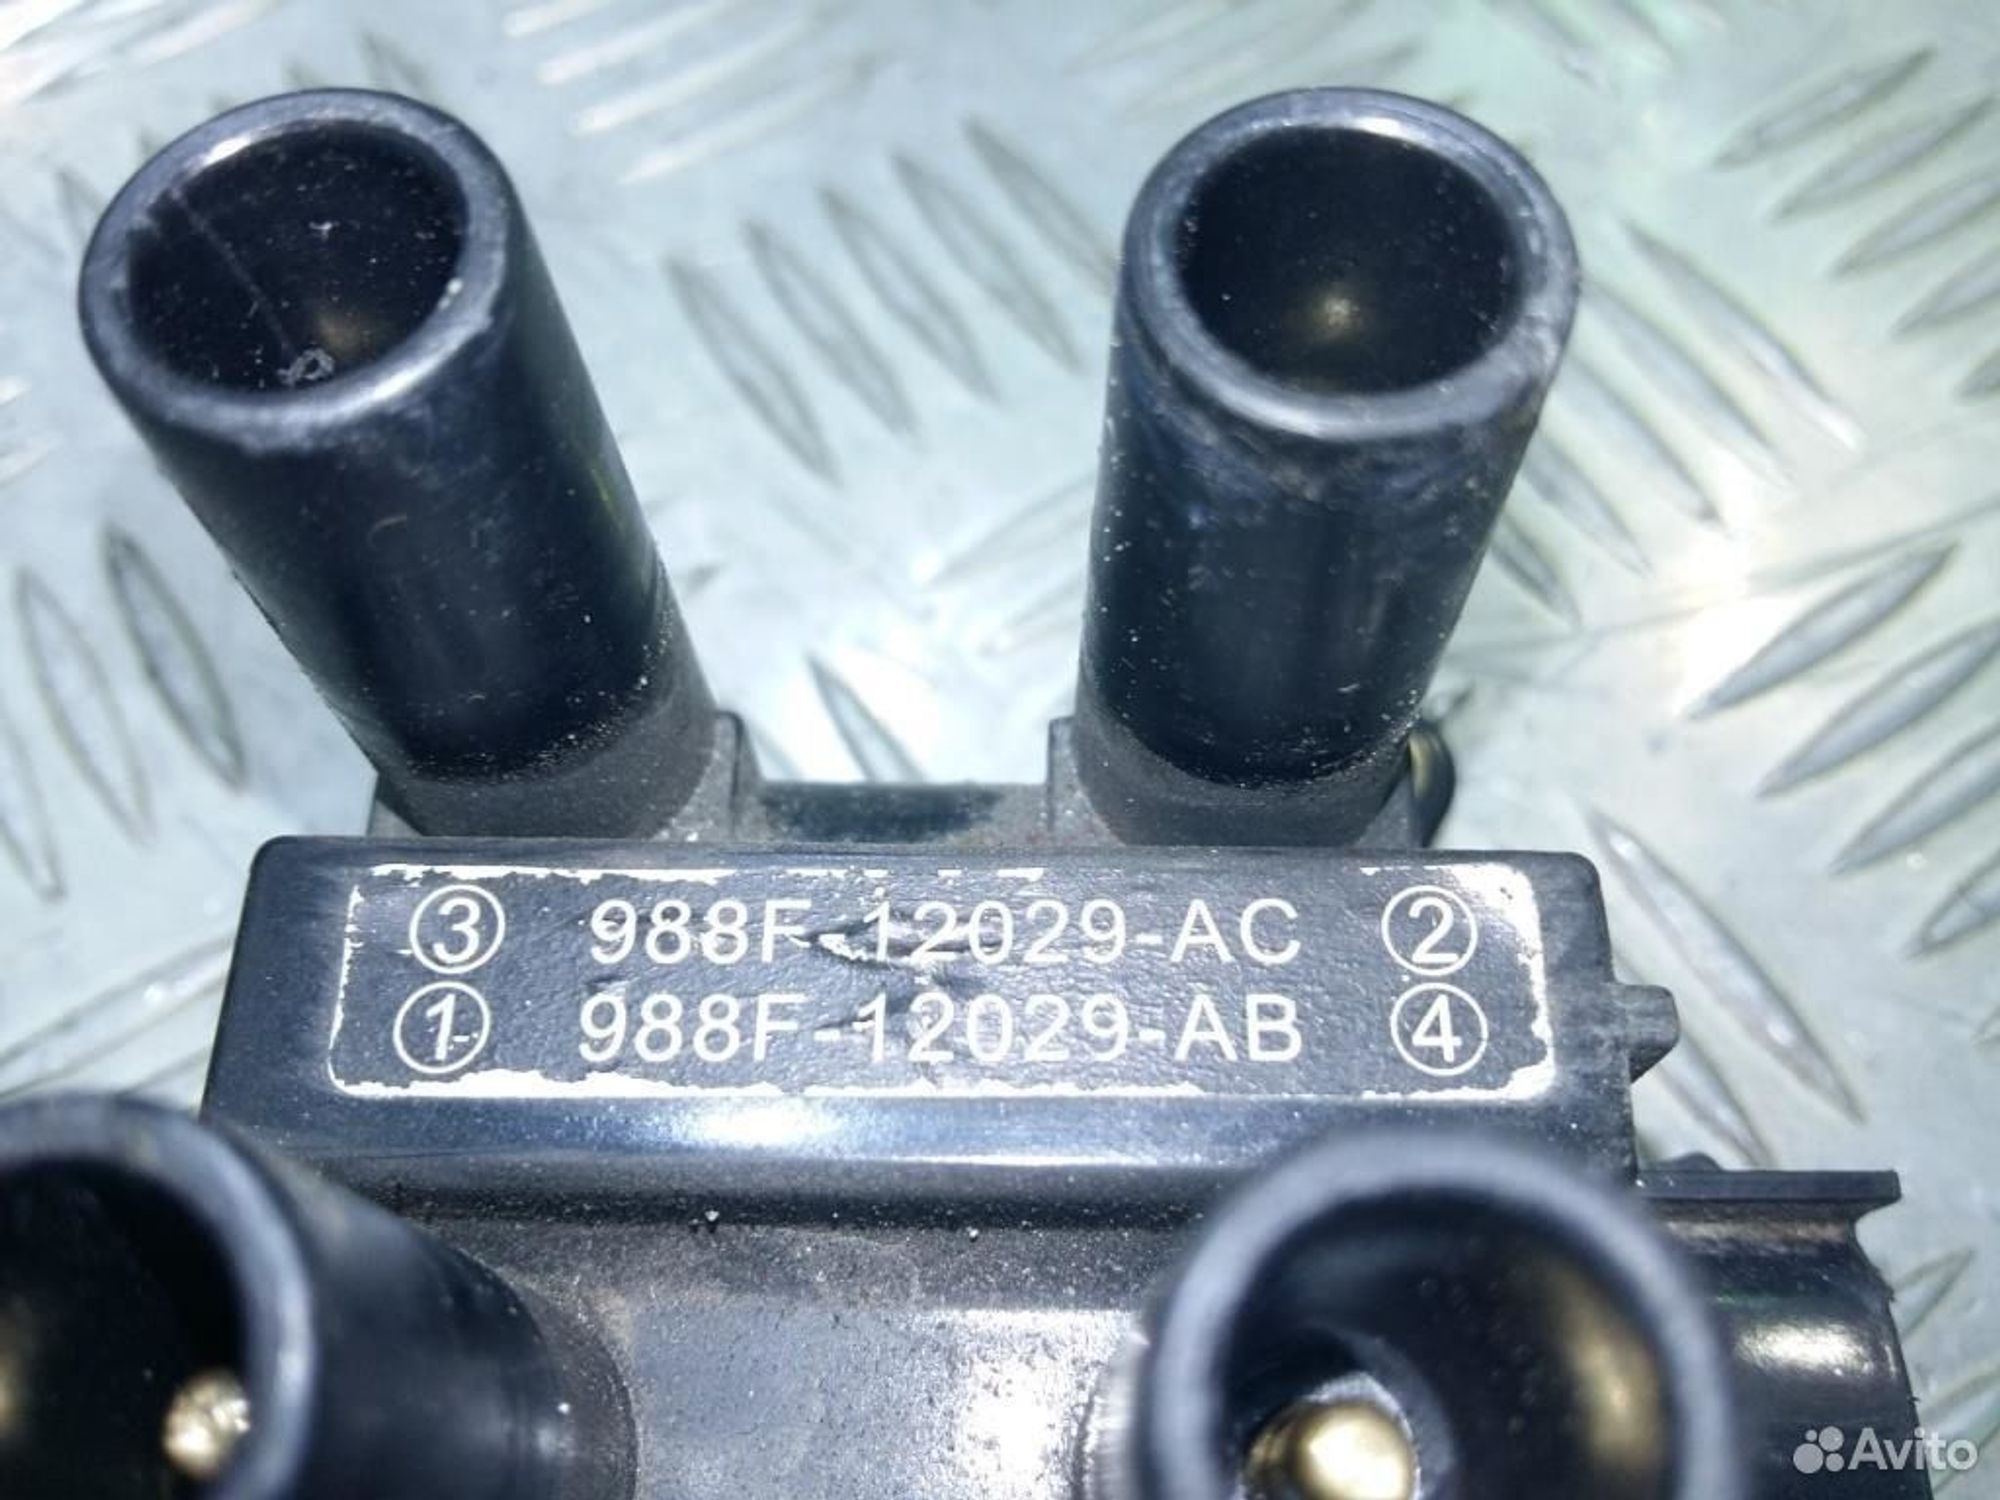 ③ 988F-12029-AC ②
① 988F-12029-AB ④
Avito